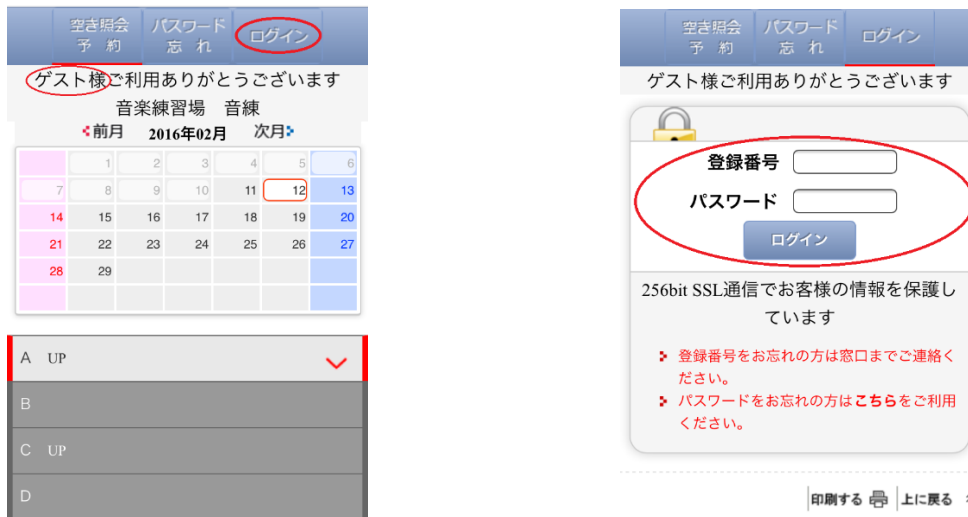 空き照会
予約
パスワード
忘れ
ログイン
ゲスト様ご利用ありがとうございます
音楽練習場　音練
前月 2016年02月 次月
1 2 3 4 5 6
7 8 9 10 11 12 13
14 15 16 17 18 19 20
21 22 23 24 25 26 27
28 29
A UP
B
C UP
D
空き照会
予約
パスワード
忘れ
ログイン
ゲスト様ご利用ありがとうございます
登録番号
パスワード
ログイン
256bit SSL通信でお客様の情報を保護し
ています
登録番号をお忘れの方は窓口までご連絡く
ださい。
パスワードをお忘れの方はこちらをご利用
ください。
印刷する 上に戻る